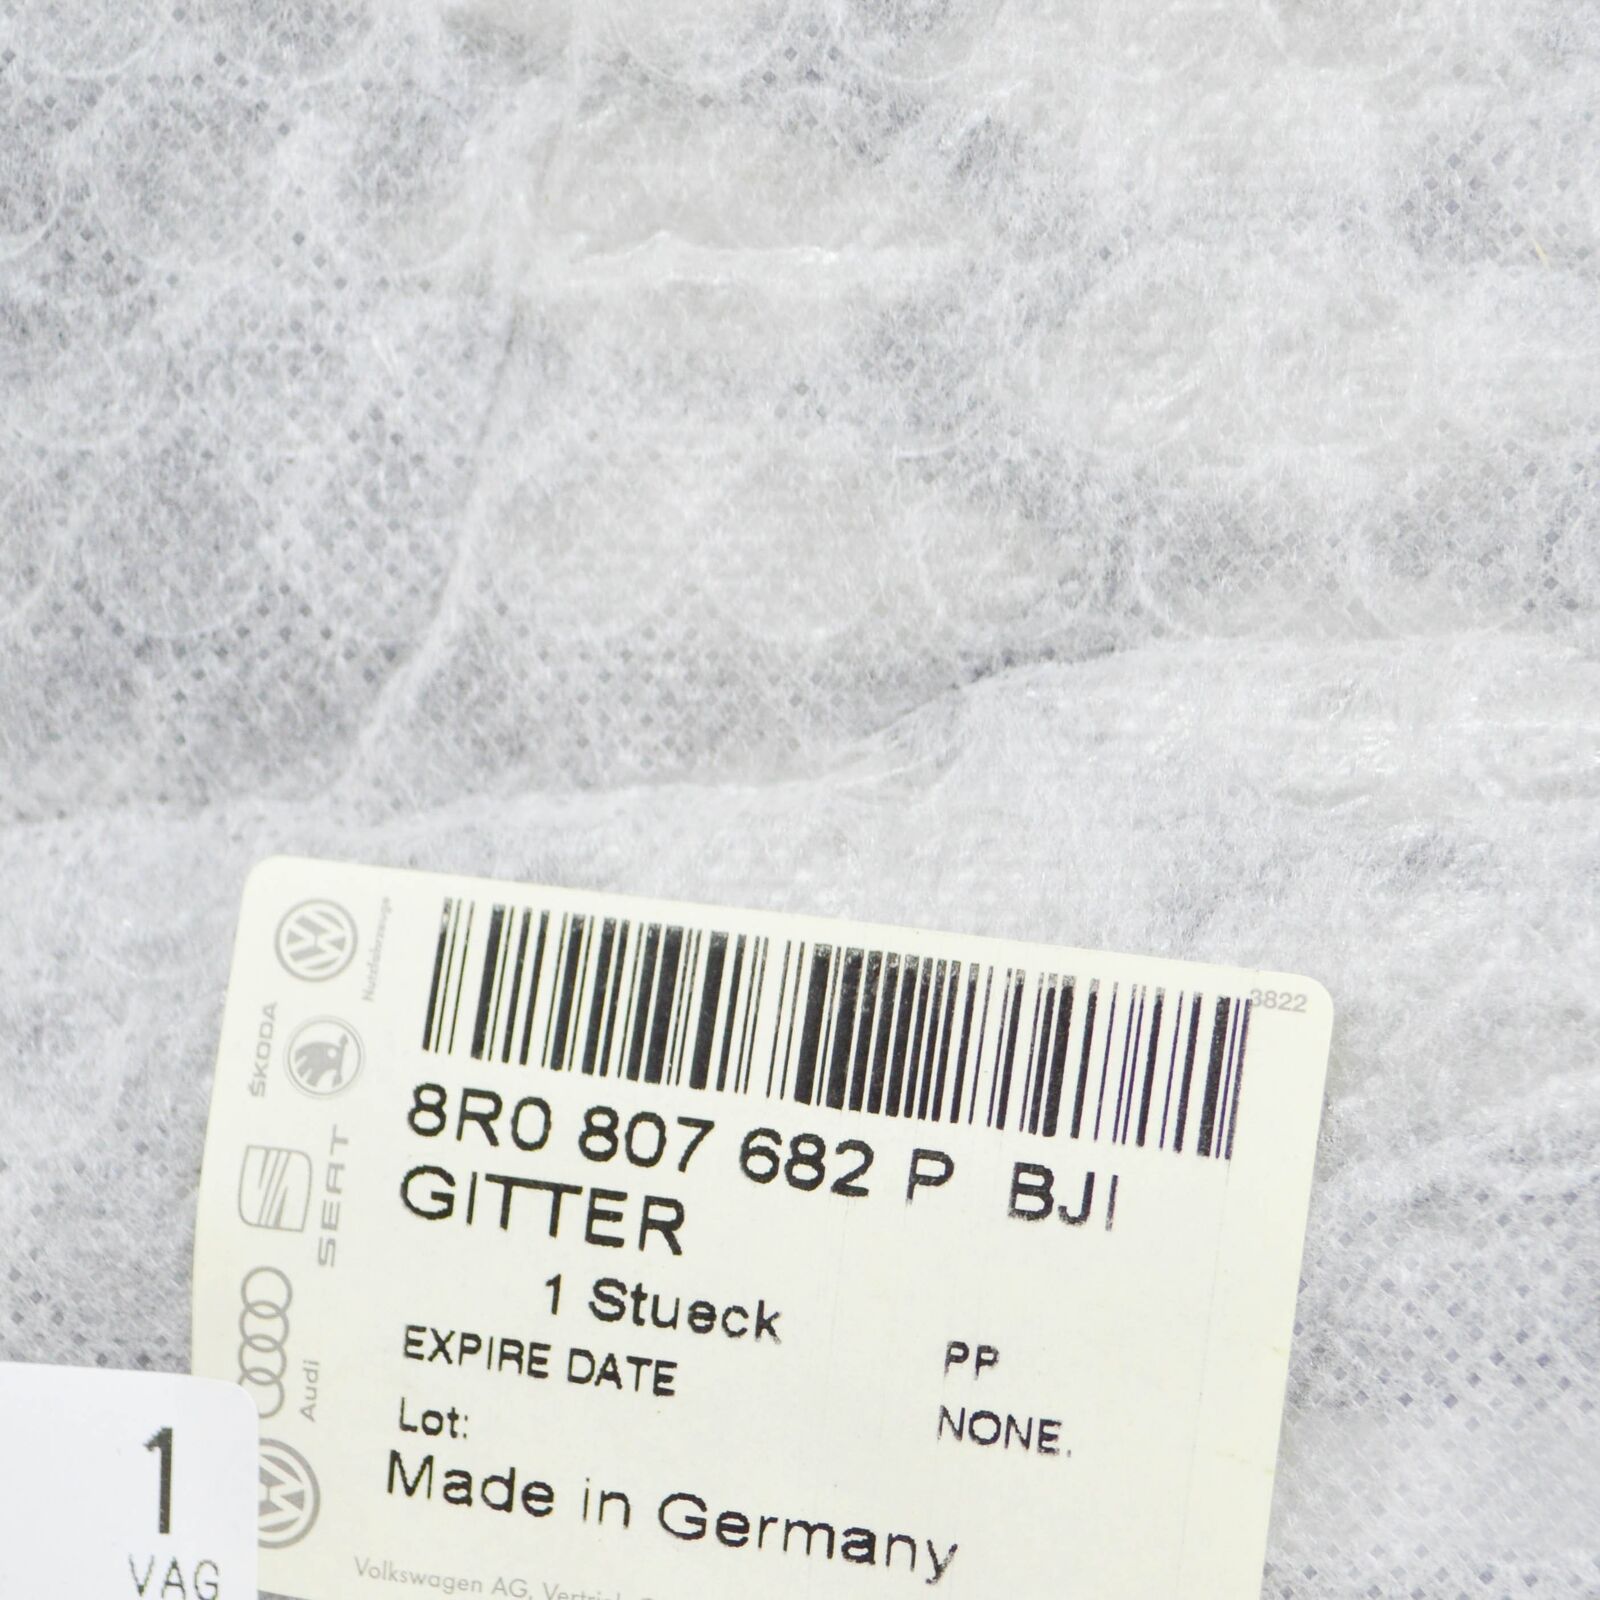 3822
Nutzfahrzeuge
ŠKODA
SEAT
Audi
8R0 807 682 P BJI
GITTER
1 Stueck
EXPIRE DATE PP
Lot: NONE.
Made in Germany
Volkswagen AG,
1
VAG